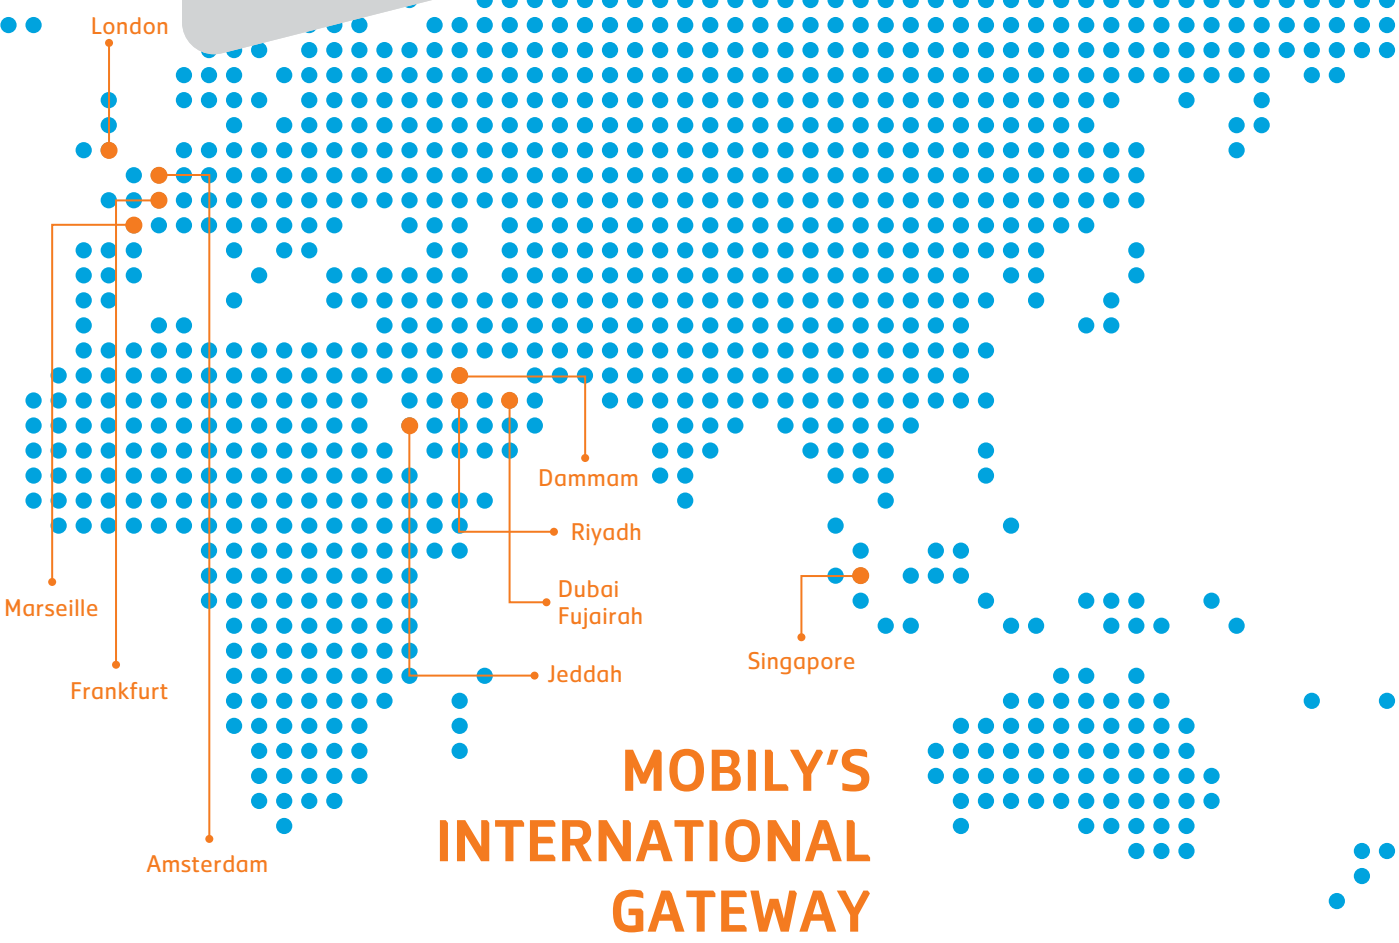 London
Dammam
Riyadh
Dubai
Fujairah
Marseille
Singapore
Jeddah
Frankfurt
MOBILY’S
INTERNATIONAL
GATEWAY
Amsterdam